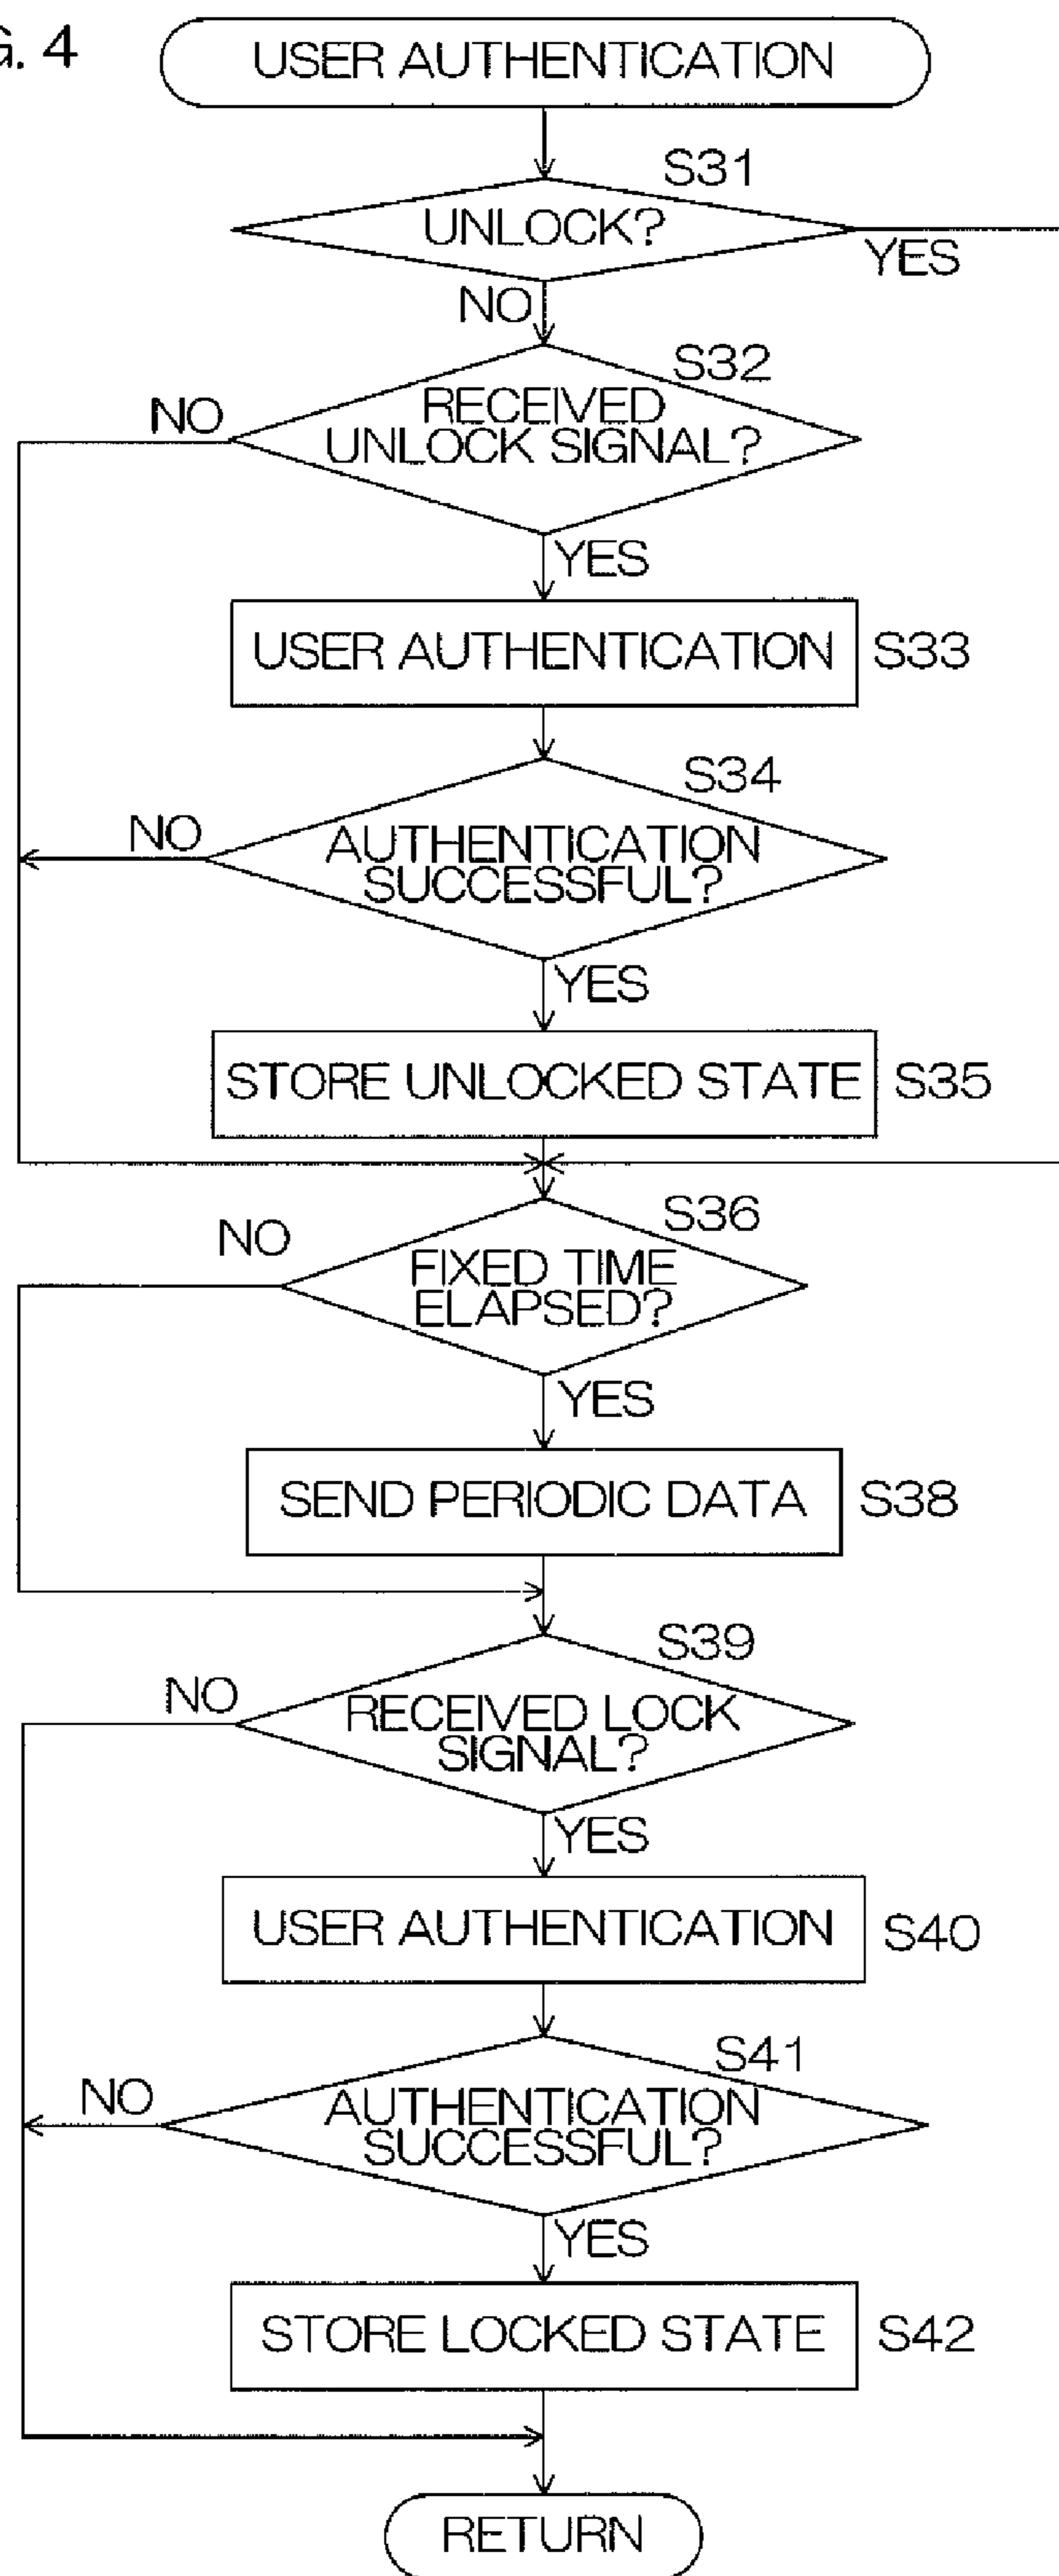 G. 4
USER AUTHENTICATION
S31
UNLOCK?
YES
NO
S32
NO
RECEIVED
UNLOCK SIGNAL?
YES
USER AUTHENTICATION S33
S34
NO
AUTHENTICATION
SUCCESSFUL?
YES
STORE UNLOCKED STATE S35
S36
NO
FIXED TIME
ELAPSED?
YES
SEND PERIODIC DATA S38
S39
NO
RECEIVED LOCK
SIGNAL?
YES
USER AUTHENTICATION S40
S41
NO
AUTHENTICATION
SUCCESSFUL?
YES
STORE LOCKED STATE S42
RETURN